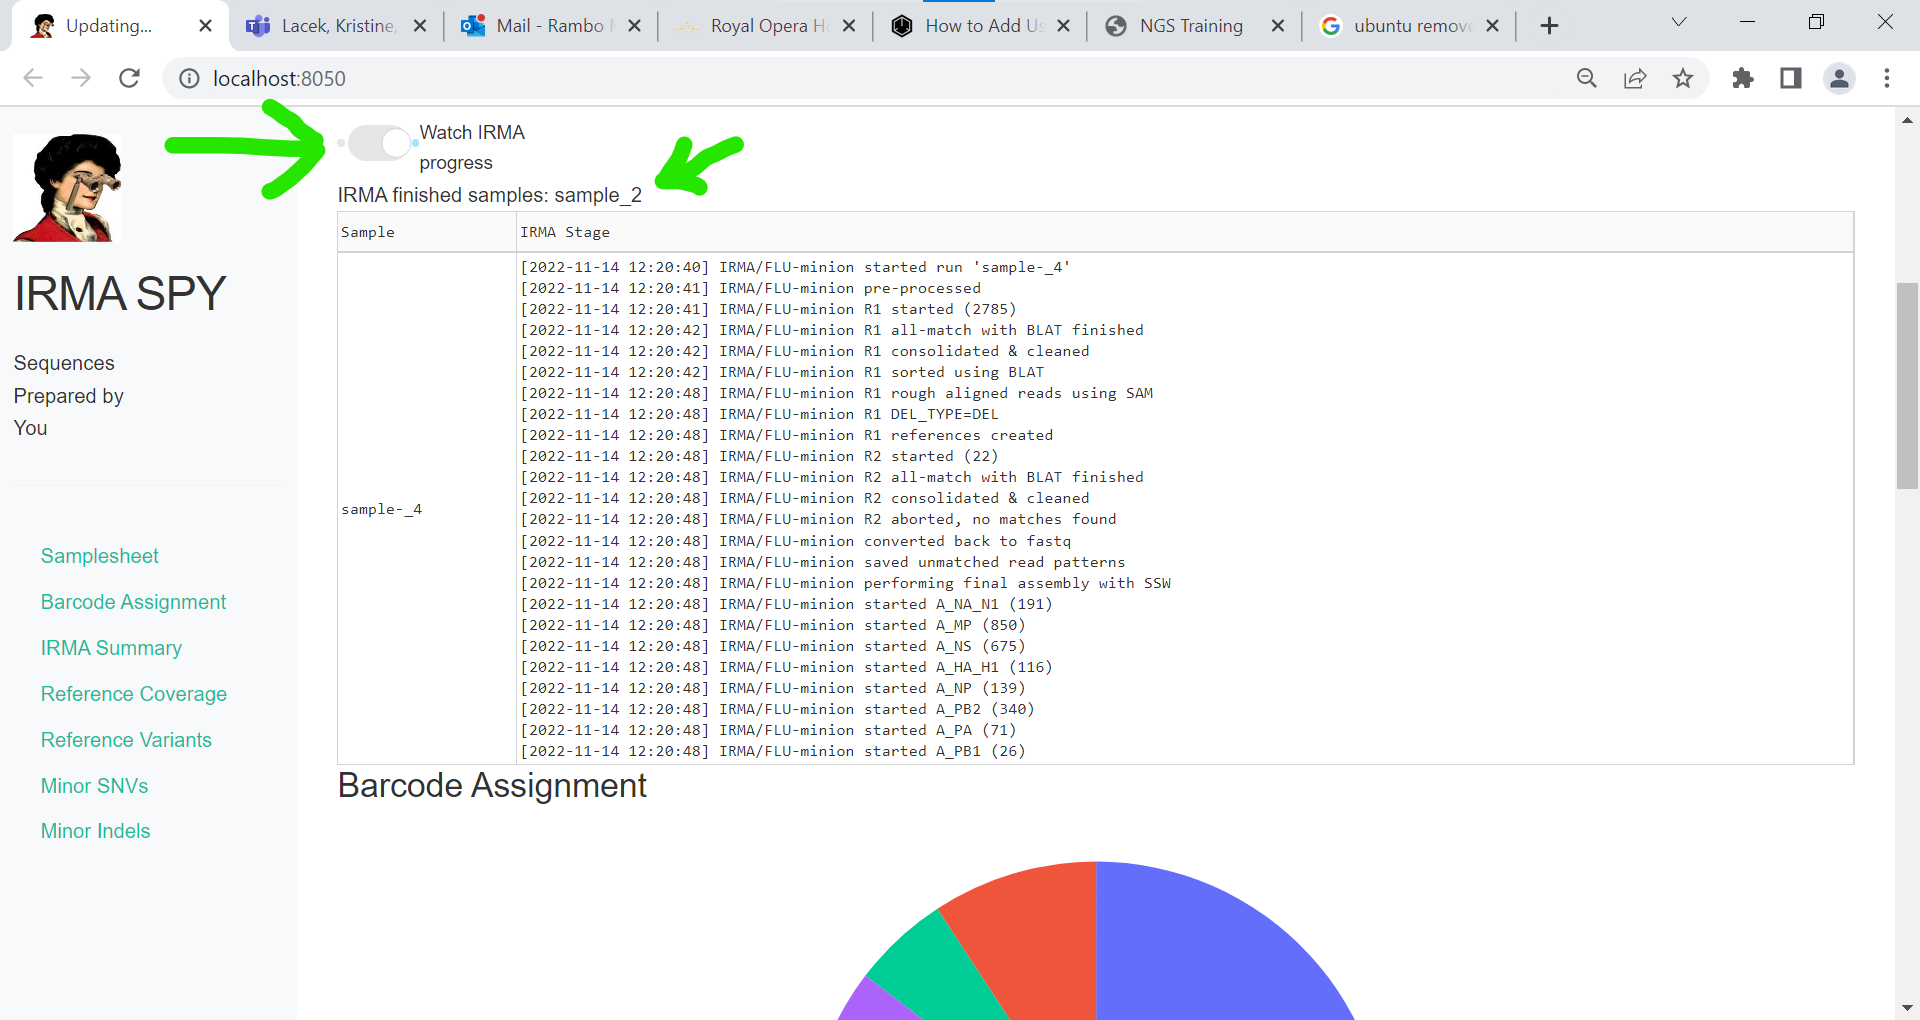 Updating...
Lacek, Kristine,
Mail - Rambo
Royal Opera H
How to Add Us
NGS Training
ubuntu remove
localhost:8050
Watch IRMA
progress
IRMA finished samples: sample_2
IRMA SPY
Sequences
Prepared by
You
Samplesheet
Barcode Assignment
IRMA Summary
Reference Coverage
Reference Variants
Minor SNVs
Minor Indels
Sample IRMA Stage
sample-_4
[2022-11-14 12:20:40] IRMA/FLU-minion started run 'sample-_4'
[2022-11-14 12:20:41] IRMA/FLU-minion pre-processed
[2022-11-14 12:20:41] IRMA/FLU-minion R1 started (2785)
[2022-11-14 12:20:42] IRMA/FLU-minion R1 all-match with BLAT finished
[2022-11-14 12:20:42] IRMA/FLU-minion R1 consolidated & cleaned
[2022-11-14 12:20:42] IRMA/FLU-minion R1 sorted using BLAT
[2022-11-14 12:20:48] IRMA/FLU-minion R1 rough aligned reads using SAM
[2022-11-14 12:20:48] IRMA/FLU-minion R1 DEL_TYPE=DEL
[2022-11-14 12:20:48] IRMA/FLU-minion R1 references created
[2022-11-14 12:20:48] IRMA/FLU-minion R2 started (22)
[2022-11-14 12:20:48] IRMA/FLU-minion R2 all-match with BLAT finished
[2022-11-14 12:20:48] IRMA/FLU-minion R2 consolidated & cleaned
[2022-11-14 12:20:48] IRMA/FLU-minion R2 aborted, no matches found
[2022-11-14 12:20:48] IRMA/FLU-minion converted back to fastq
[2022-11-14 12:20:48] IRMA/FLU-minion saved unmatched read patterns
[2022-11-14 12:20:48] IRMA/FLU-minion performing final assembly with SSW
[2022-11-14 12:20:48] IRMA/FLU-minion started A_NA_N1 (191)
[2022-11-14 12:20:48] IRMA/FLU-minion started A_MP (850)
[2022-11-14 12:20:48] IRMA/FLU-minion started A_NS (675)
[2022-11-14 12:20:48] IRMA/FLU-minion started A_HA_H1 (116)
[2022-11-14 12:20:48] IRMA/FLU-minion started A_NP (139)
[2022-11-14 12:20:48] IRMA/FLU-minion started A_PB2 (340)
[2022-11-14 12:20:48] IRMA/FLU-minion started A_PA (71)
[2022-11-14 12:20:48] IRMA/FLU-minion started A_PB1 (26)
Barcode Assignment